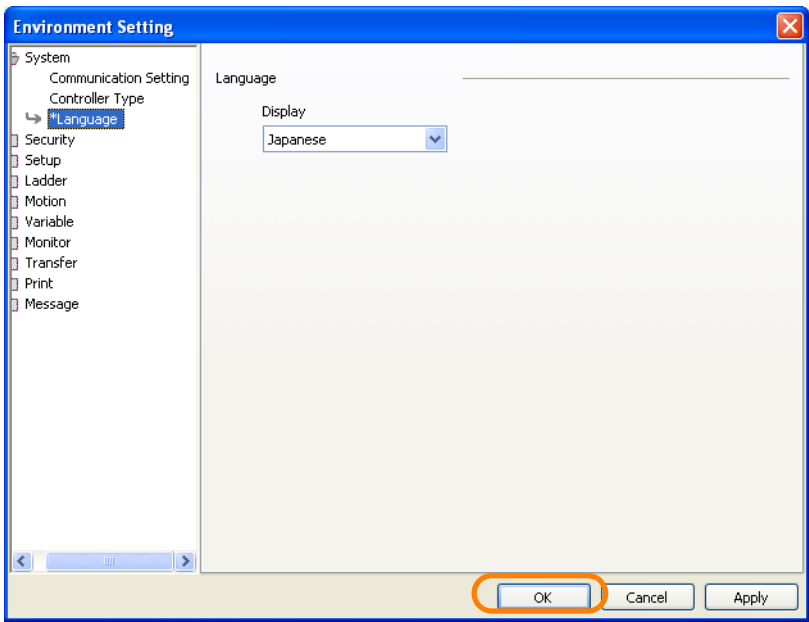 Environment Setting
System
Communication Setting
Controller Type
*Language
Security
Setup
Ladder
Motion
Variable
Monitor
Transfer
Print
Message
Language
Display
Japanese
OK
Cancel
Apply